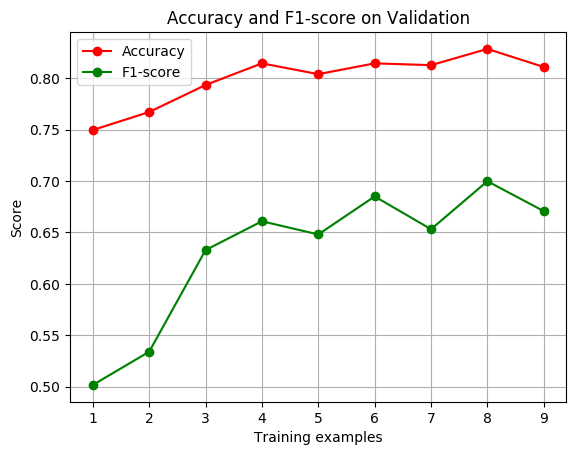 Accuracy and F1-score on Validation
Accuracy
F1-score
0.80
0.75
0.70
0.65
0.60
0.55
0.50
Score
1 2 3 4 5 6 7 8 9
Training examples